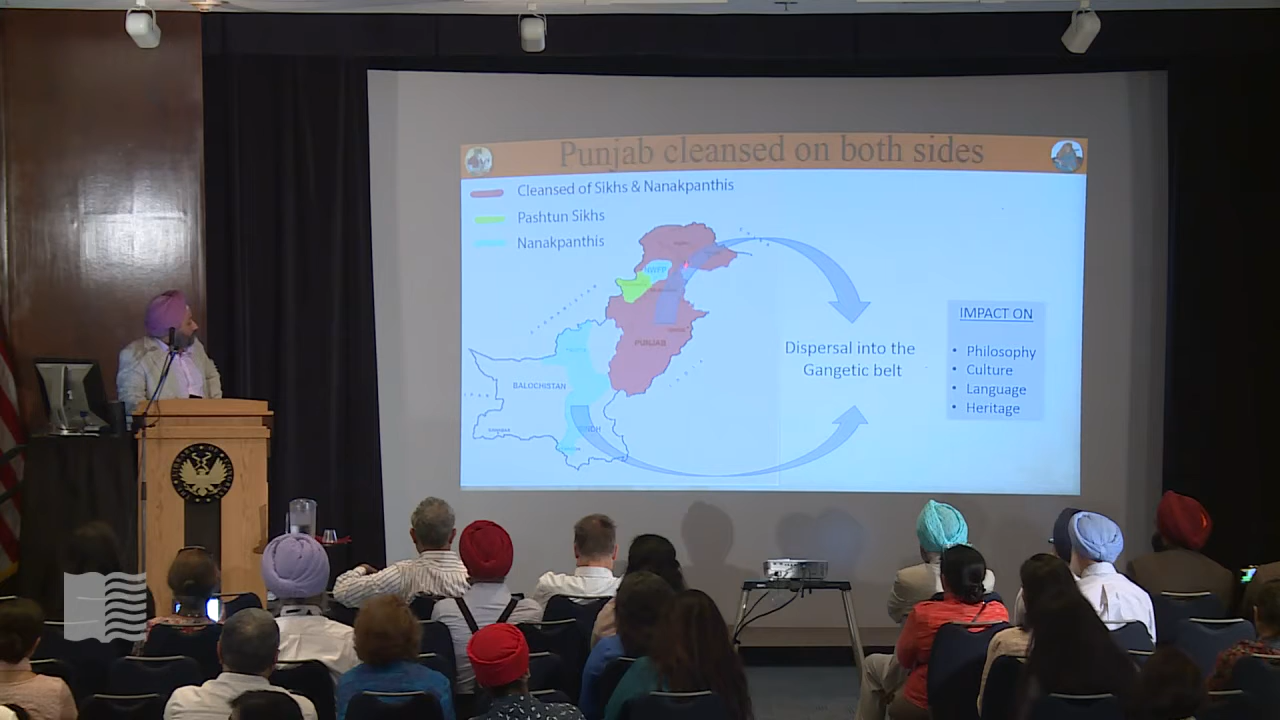 Punjab cleansed on both sides
Cleansed of Sikhs & Nanakpanthis
Pashtun Sikhs
Nanakpanthis
NWFP
PUNJAB
BALOCHISTAN
SINDH
Dispersal into the
Gangetic belt
IMPACT ON
• Philosophy
• Culture
• Language
• Heritage